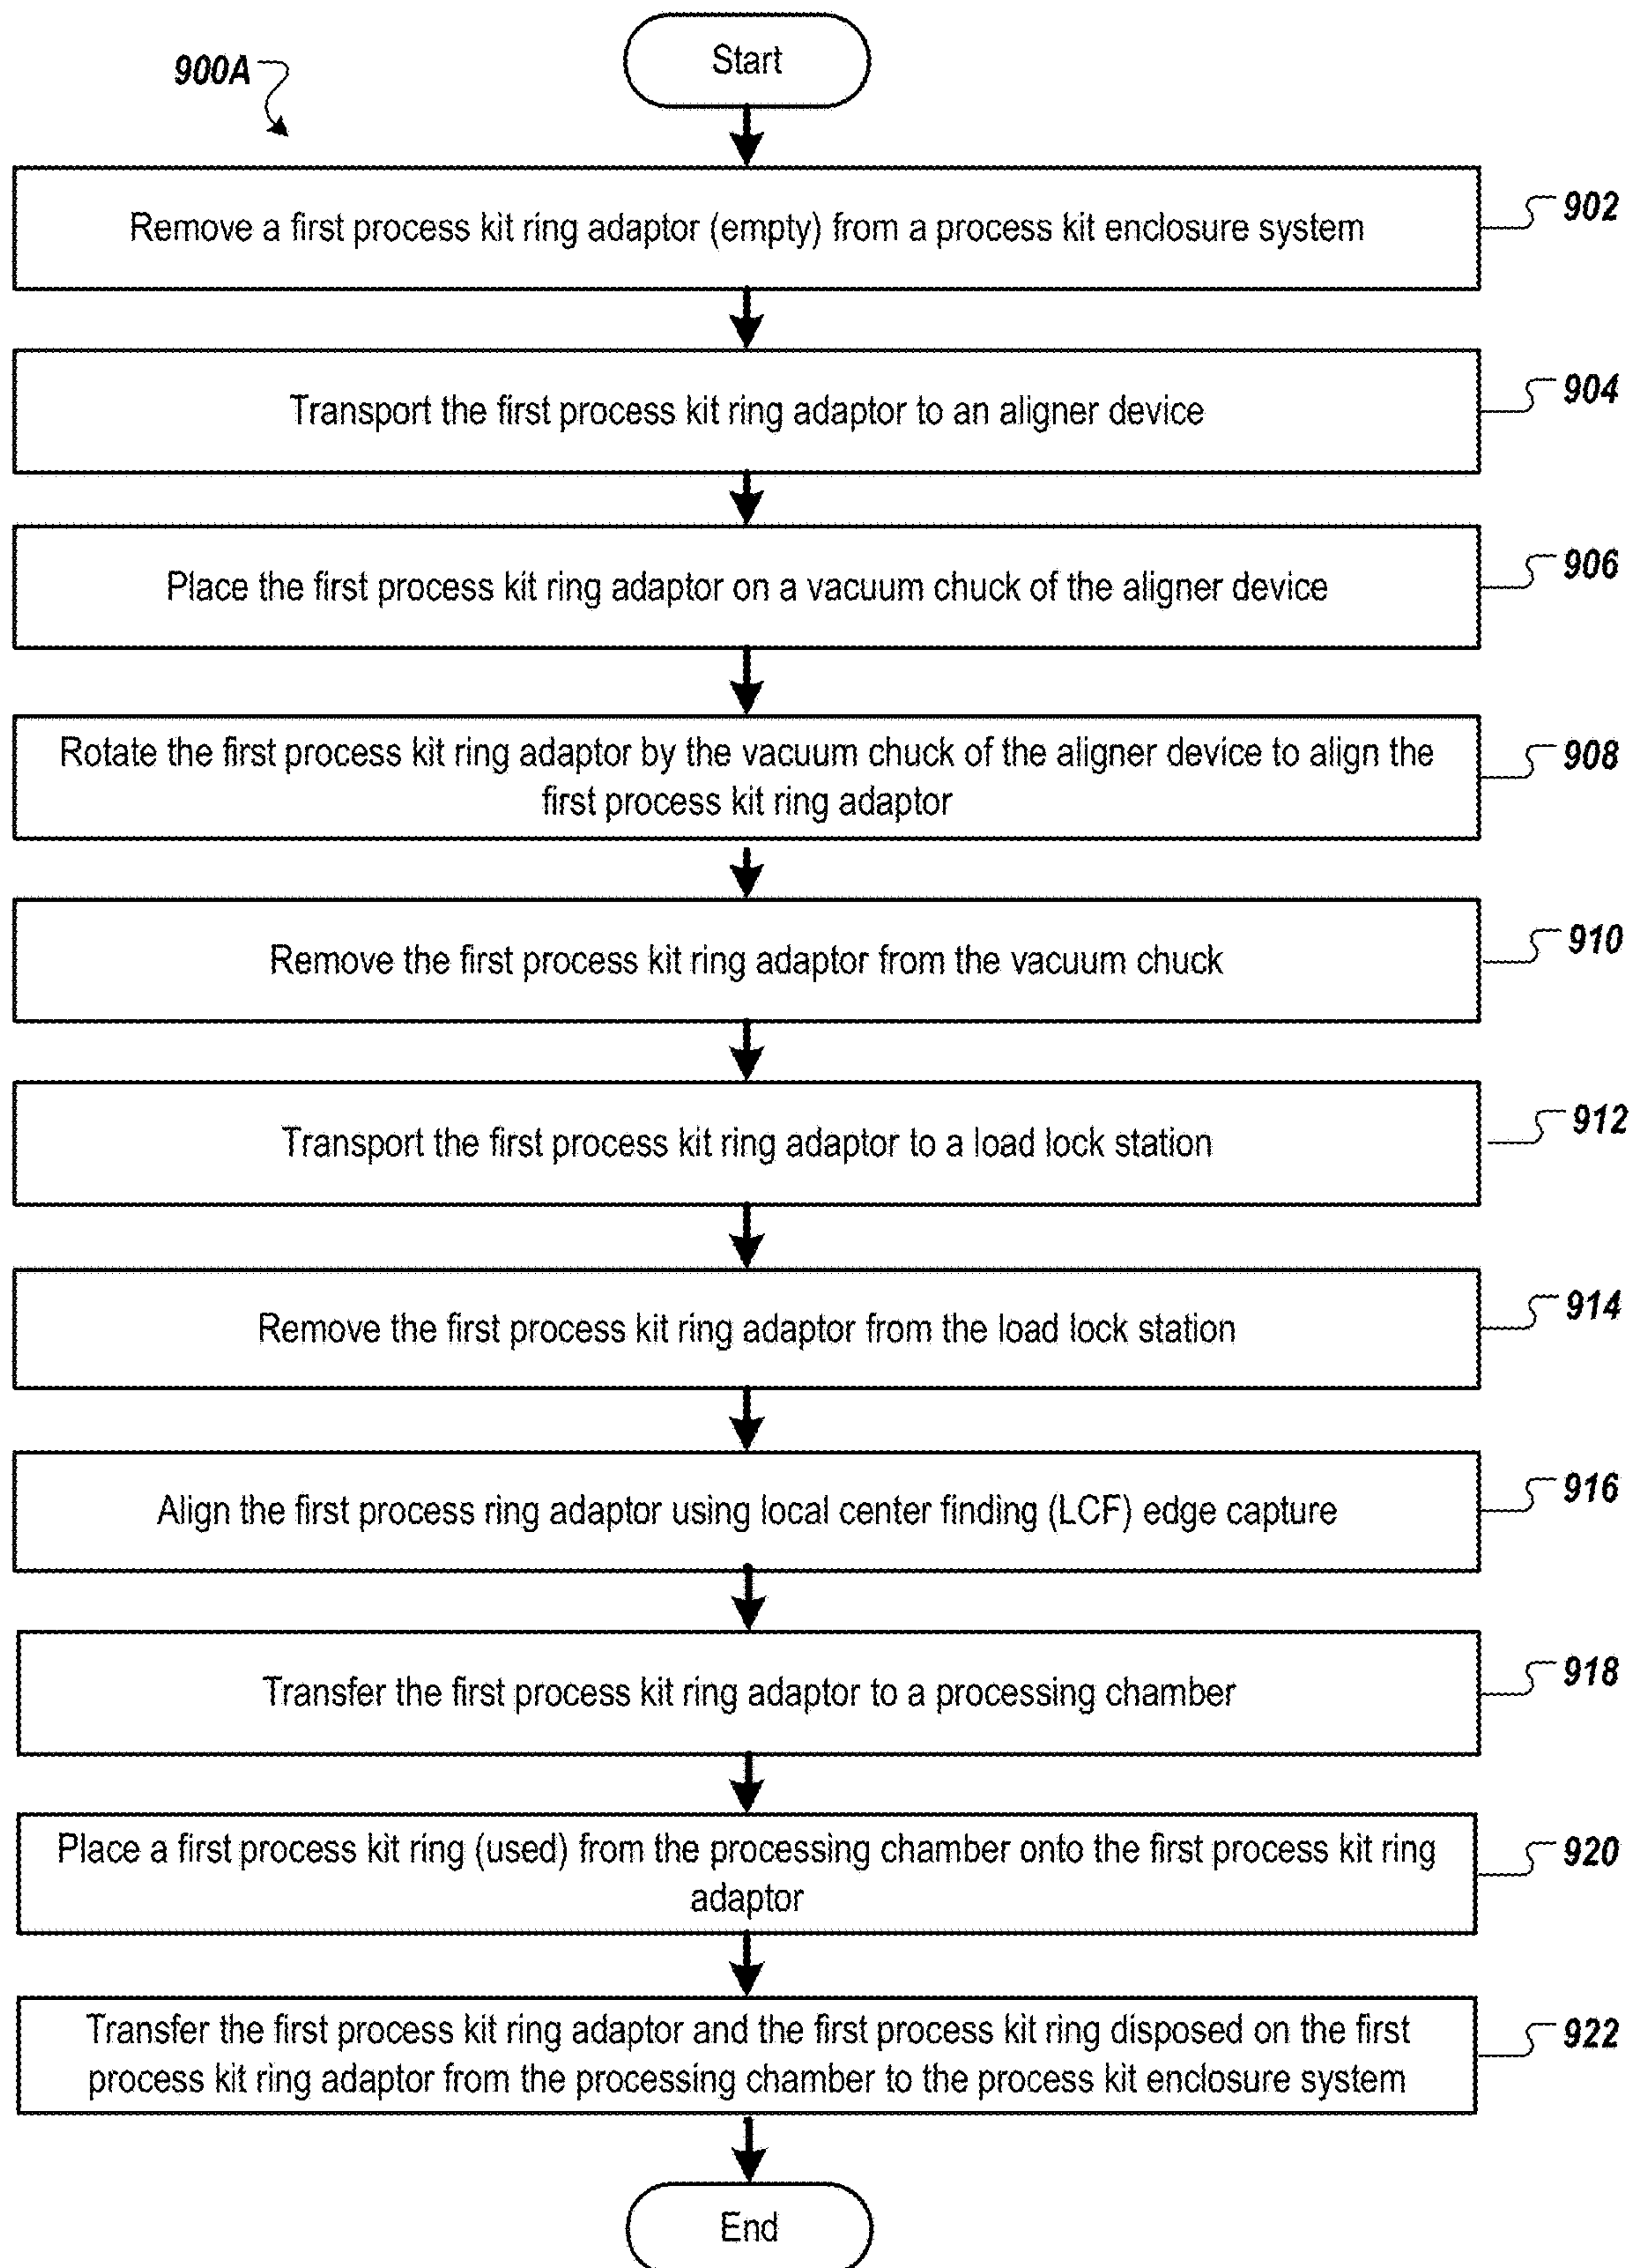 Start
900A
Remove a first process kit ring adaptor (empty) from a process kit enclosure system
902
Transport the first process kit ring adaptor to an aligner device
904
Place the first process kit ring adaptor on a vacuum chuck of the aligner device
906
Rotate the first process kit ring adaptor by the vacuum chuck of the aligner device to align the
first process kit ring adaptor
908
Remove the first process kit ring adaptor from the vacuum chuck
910
Transport the first process kit ring adaptor to a load lock station
912
Remove the first process kit ring adaptor from the load lock station
914
Align the first process ring adaptor using local center finding (LCF) edge capture
916
Transfer the first process kit ring adaptor to a processing chamber
918
Place a first process kit ring (used) from the processing chamber onto the first process kit ring
adaptor
920
Transfer the first process kit ring adaptor and the first process kit ring disposed on the first
process kit ring adaptor from the processing chamber to the process kit enclosure system
922
End